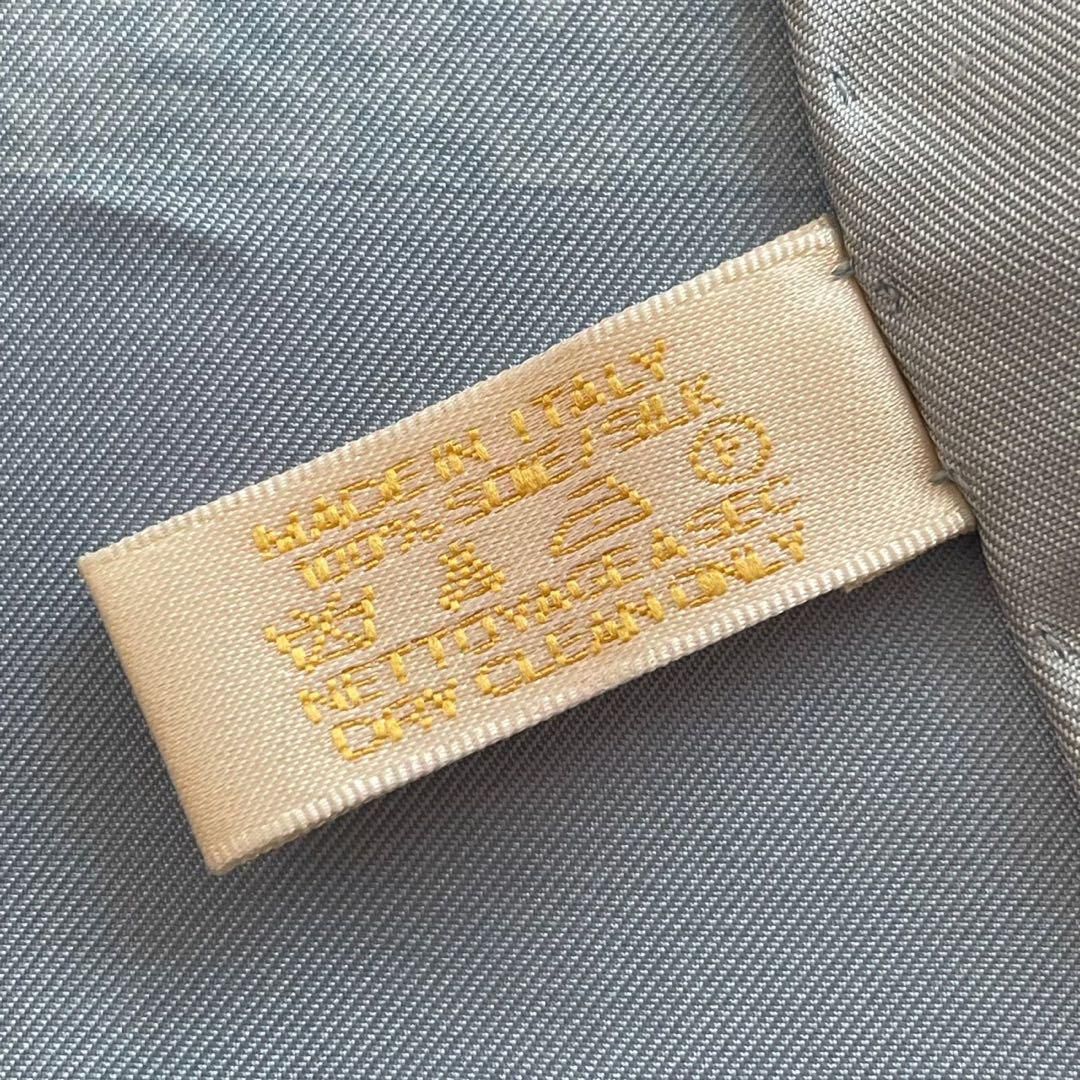 MADE IN ITALY
100% SOIE/SILK
P
NETTOYAGE A SEC
DRY CLEAN ONLY